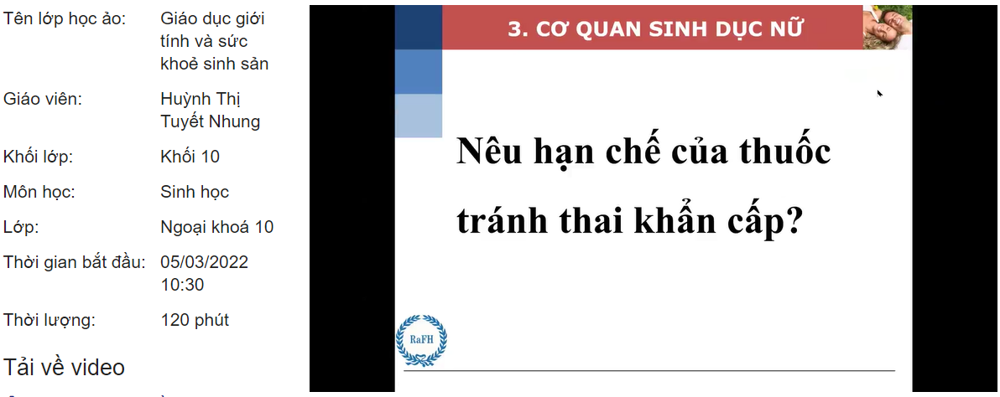 Tên lớp học ảo:
Giáo dục giới
tính và sức
khoẻ sinh sản
Giáo viên:
Huỳnh Thị
Tuyết Nhung
Khối lớp:
Khối 10
Môn học:
Sinh học
Lớp:
Ngoại khoá 10
Thời gian bắt đầu:
05/03/2022
10:30
Thời lượng:
120 phút
Tải về video
3. CƠ QUAN SINH DỤC NỮ
Nêu hạn chế của thuốc
tránh thai khẩn cấp?
RaFH